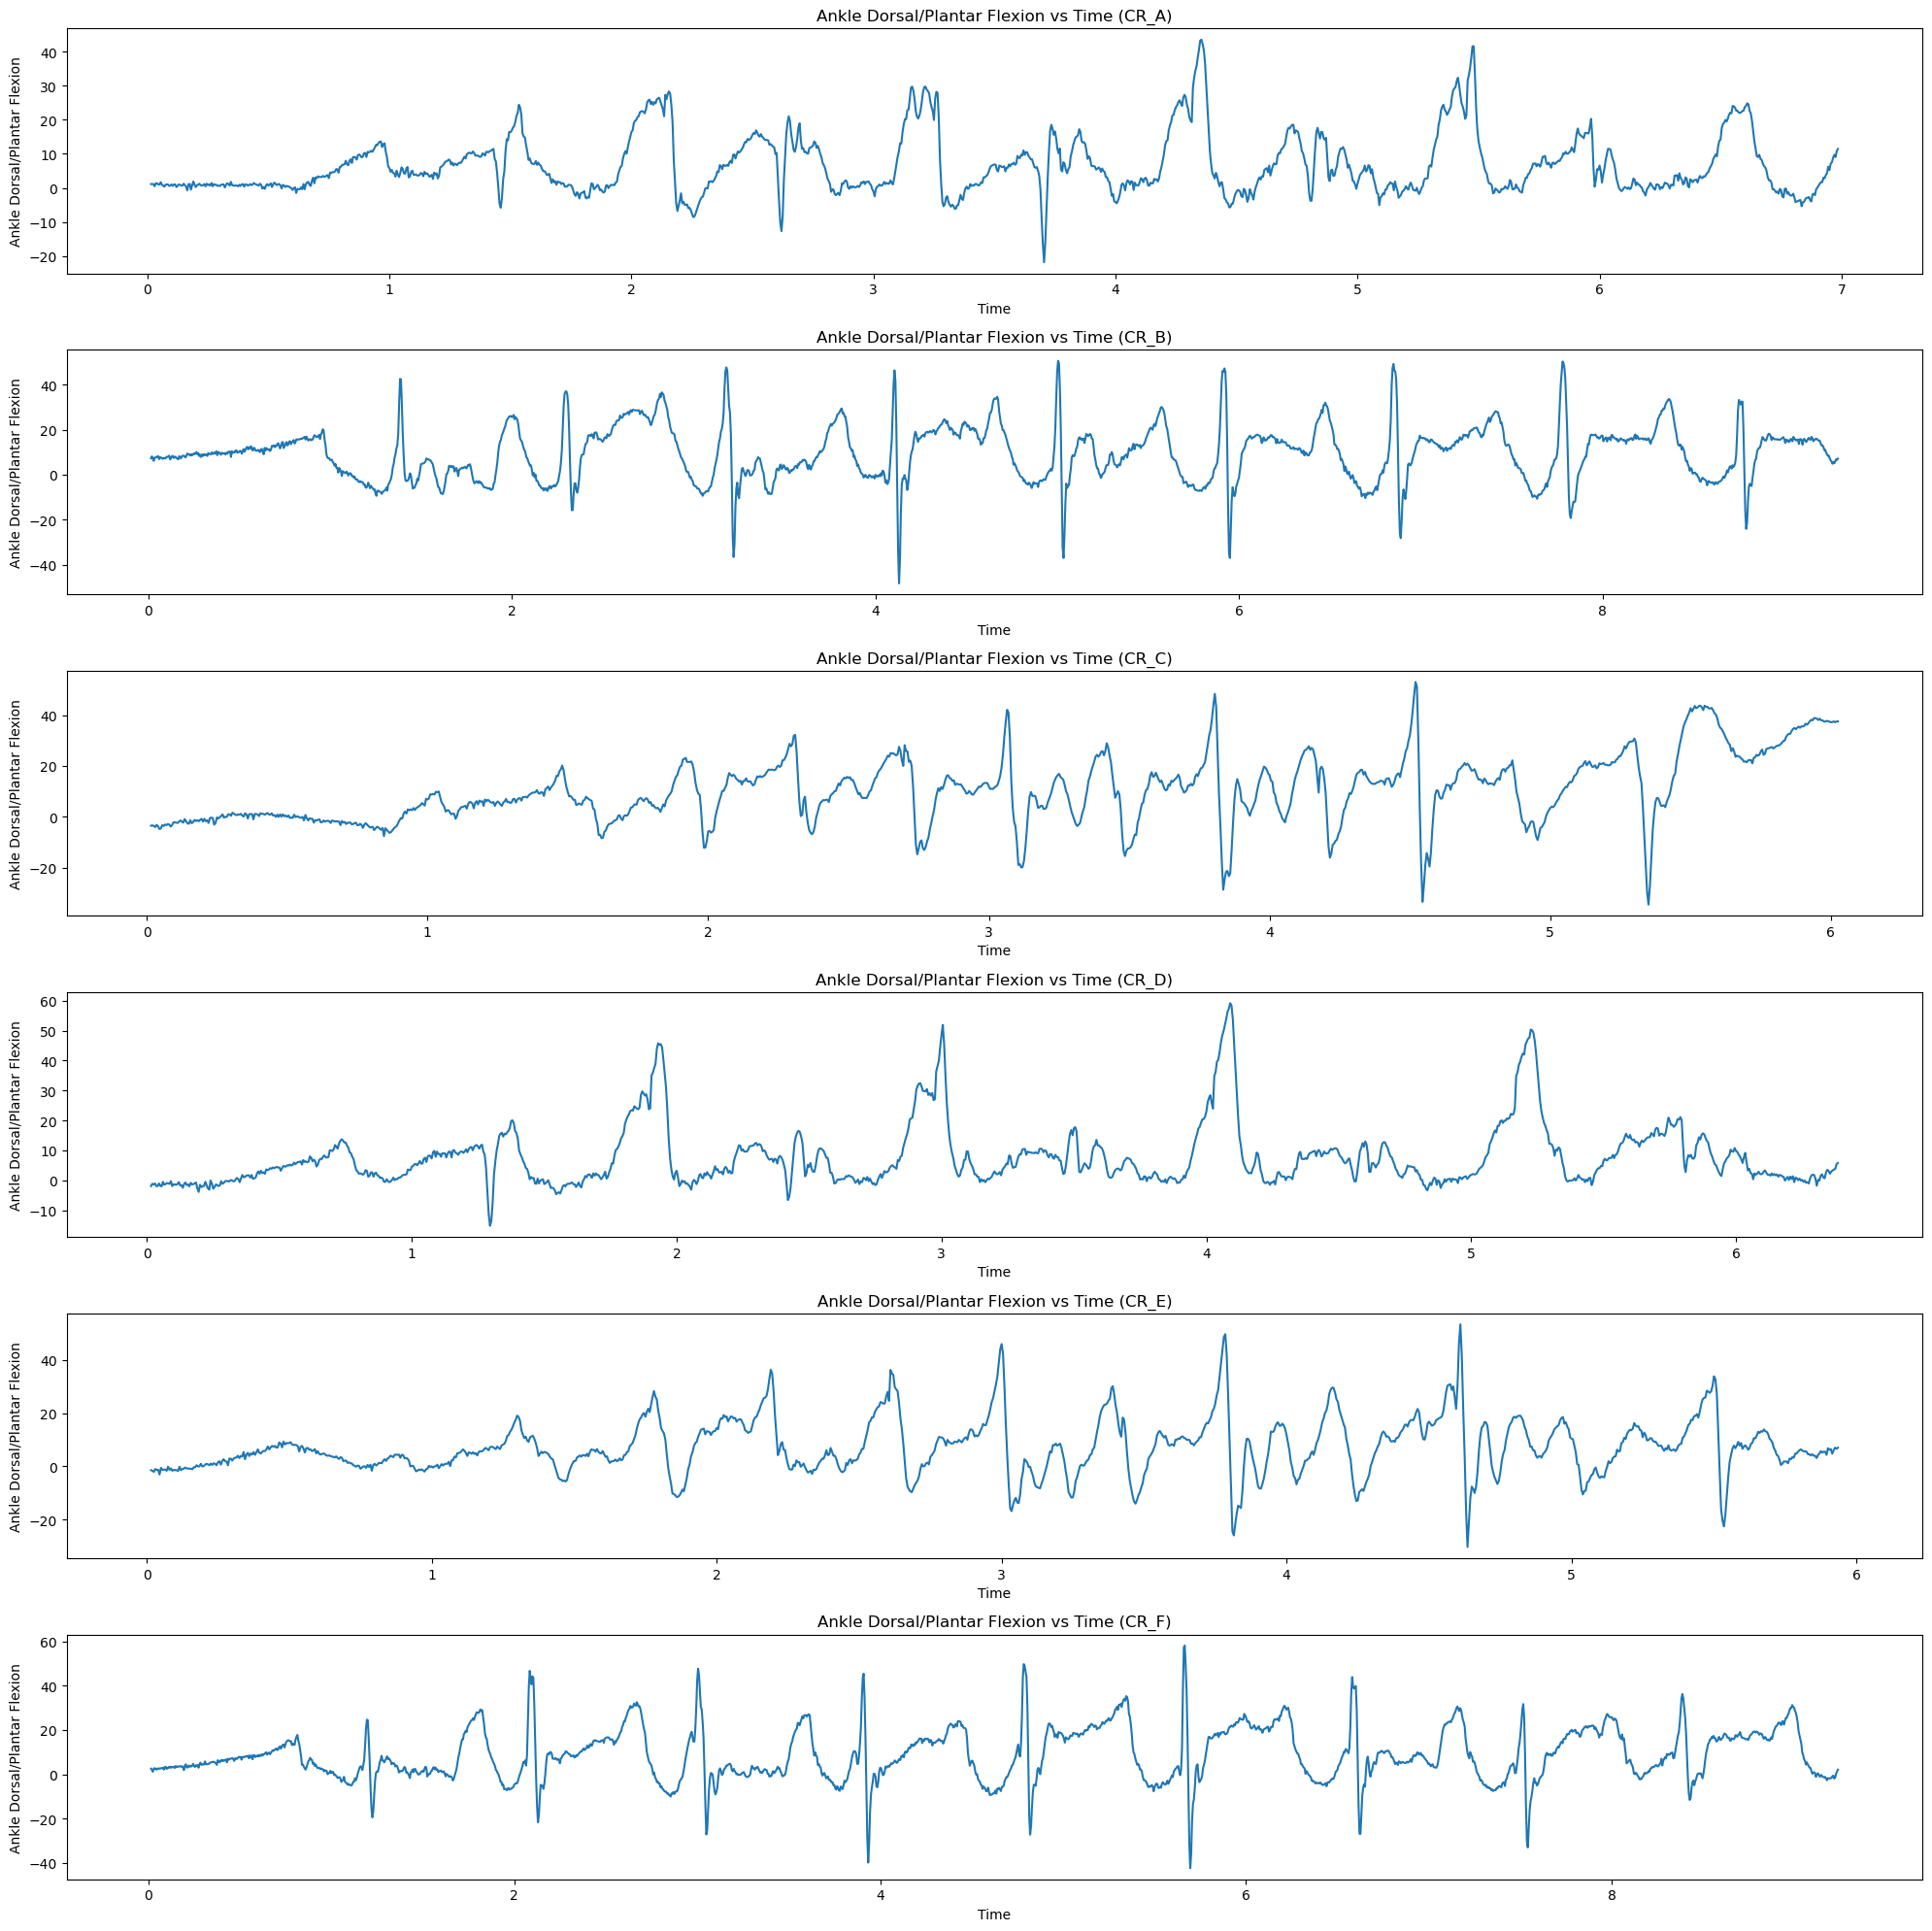 Ankle Dorsal/Plantar Flexion vs Time (CR_A)
Ankle Dorsal/Plantar Flexion
40
30
20
10
0
−10
−20
0 1 2 3 4 5 6 7
Time
Ankle Dorsal/Plantar Flexion vs Time (CR_B)
Ankle Dorsal/Plantar Flexion
40
20
0
−20
−40
0 2 4 6 8
Time
Ankle Dorsal/Plantar Flexion vs Time (CR_C)
Ankle Dorsal/Plantar Flexion
40
20
0
−20
0 1 2 3 4 5 6
Time
Ankle Dorsal/Plantar Flexion vs Time (CR_D)
Ankle Dorsal/Plantar Flexion
60
50
40
30
20
10
0
−10
0 1 2 3 4 5 6
Time
Ankle Dorsal/Plantar Flexion vs Time (CR_E)
Ankle Dorsal/Plantar Flexion
40
20
0
−20
0 1 2 3 4 5 6
Time
Ankle Dorsal/Plantar Flexion vs Time (CR_F)
Ankle Dorsal/Plantar Flexion
60
40
20
0
−20
−40
0 2 4 6 8
Time